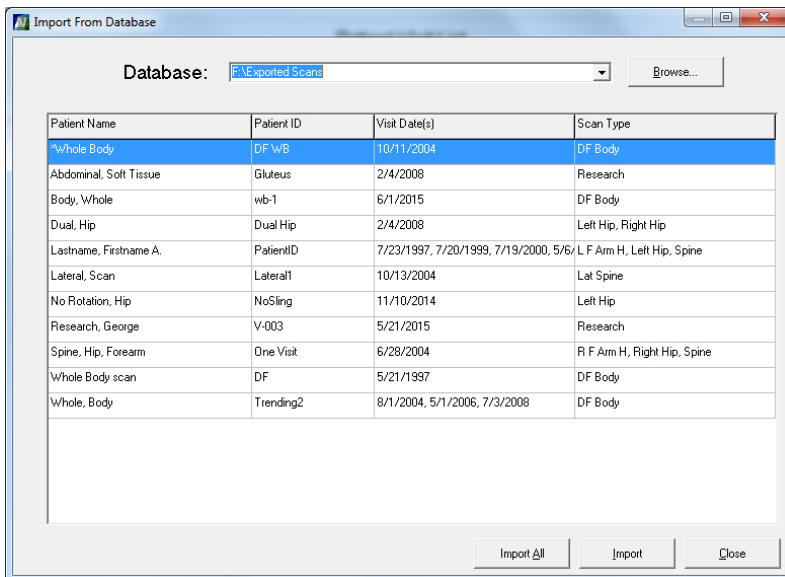 Import From Database
Database: F:\Exported Scans Browse...
Patient Name Patient ID Visit Date(s) Scan Type
*Whole Body DF WB 10/11/2004 DF Body
Abdominal, Soft Tissue Gluteus 2/4/2008 Research
Body, Whole wb-1 6/1/2015 DF Body
Dual, Hip Dual Hip 2/4/2008 Left Hip, Right Hip
Lastname, Firstname A. PatientID 7/23/1997, 7/20/1999, 7/19/2000, 5/6/ L F Arm H, Left Hip, Spine
Lateral, Scan Lateral1 10/13/2004 Lat Spine
No Rotation, Hip NoSling 11/10/2014 Left Hip
Research, George V-003 5/21/2015 Research
Spine, Hip, Forearm One Visit 6/28/2004 R F Arm H, Right Hip, Spine
Whole Body scan DF 5/21/1997 DF Body
Whole, Body Trending2 8/1/2004, 5/1/2006, 7/3/2008 DF Body
Import All Import Close